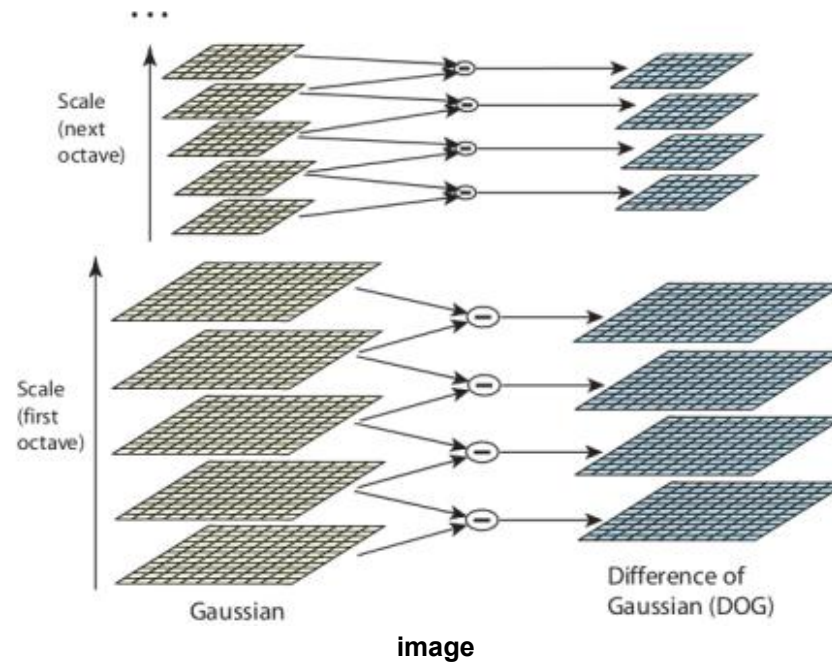 ...
Scale
(next
octave)
Scale
(first
octave)
Gaussian
Difference of
Gaussian (DOG)
image